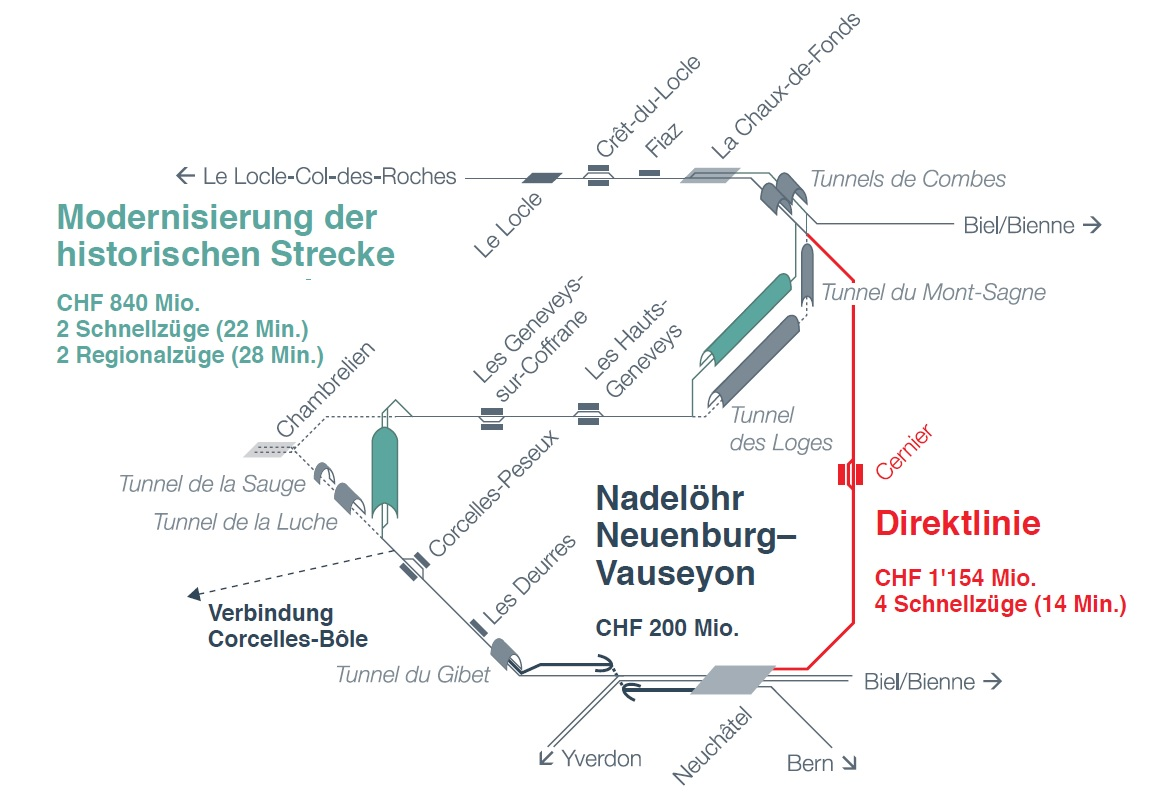 La Chaux-de-Fonds
Crêt-du-Locle
Fiaz
← Le Locle-Col-des-Roches
Tunnels de Combes
Le Locle
Biel/Bienne →
Modernisierung der
historischen Strecke
CHF 840 Mio.
2 Schnellzüge (22 Min.)
2 Regionalzüge (28 Min.)
Tunnel du Mont-Sagne
Les Geneveys-
sur-Coffrane
Les Hauts-
Geneveys
Chambrelien
Tunnel
des Loges
Cernier
Tunnel de la Sauge
Tunnel de la Luche
Corcelles-Peseux
Nadelöhr
Neuenburg–
Vauseyon
CHF 200 Mio.
Direktlinie
CHF 1'154 Mio.
4 Schnellzüge (14 Min.)
Verbindung
Corcelles-Bôle
Les Deurres
Tunnel du Gibet
Biel/Bienne →
↙ Yverdon
Neuchâtel
Bern ↘